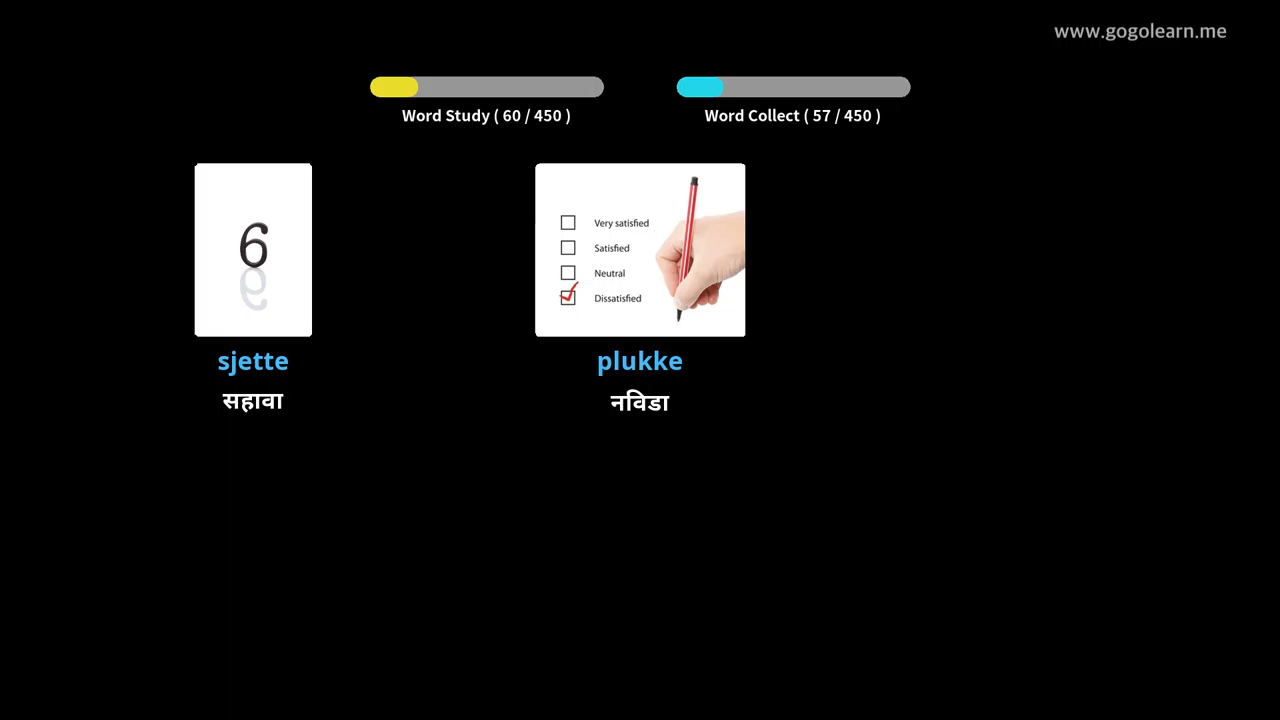 www.gogolearn.me
Word Study ( 60 / 450 )
Word Collect ( 57 / 450 )
6
Very satisfied
Satisfied
Neutral
Dissatisfied
sjette
plukke
सहावा
नविडा